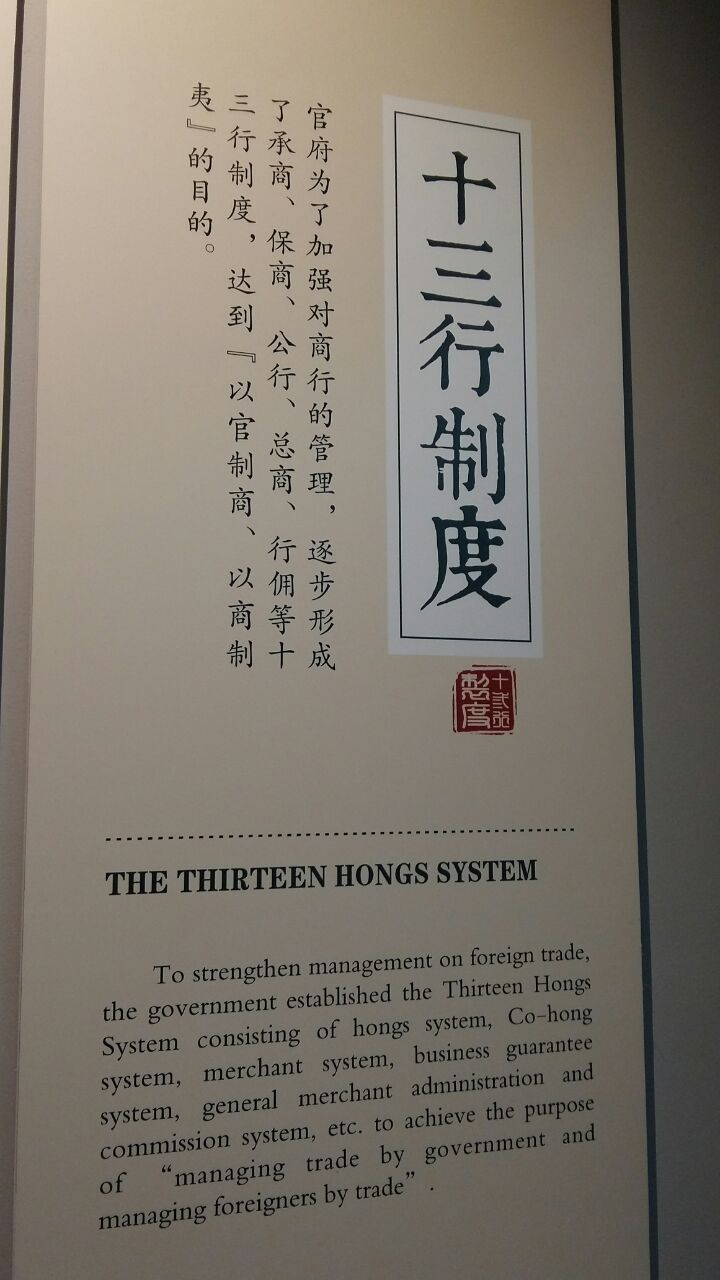 十三行制度
官府为了加强对商行的管理，逐步形成
了承商、保商、公行、总商、行佣等十
三行制度，达到『以官制商、以商制
夷』的目的。
THE THIRTEEN HONGS SYSTEM
To strengthen management on foreign trade,
the government established the Thirteen Hongs
System consisting of hongs system, Co-hong
system, merchant system, business guarantee
system, general merchant administration and
commission system, etc. to achieve the purpose
of “managing trade by government and
managing foreigners by trade”.